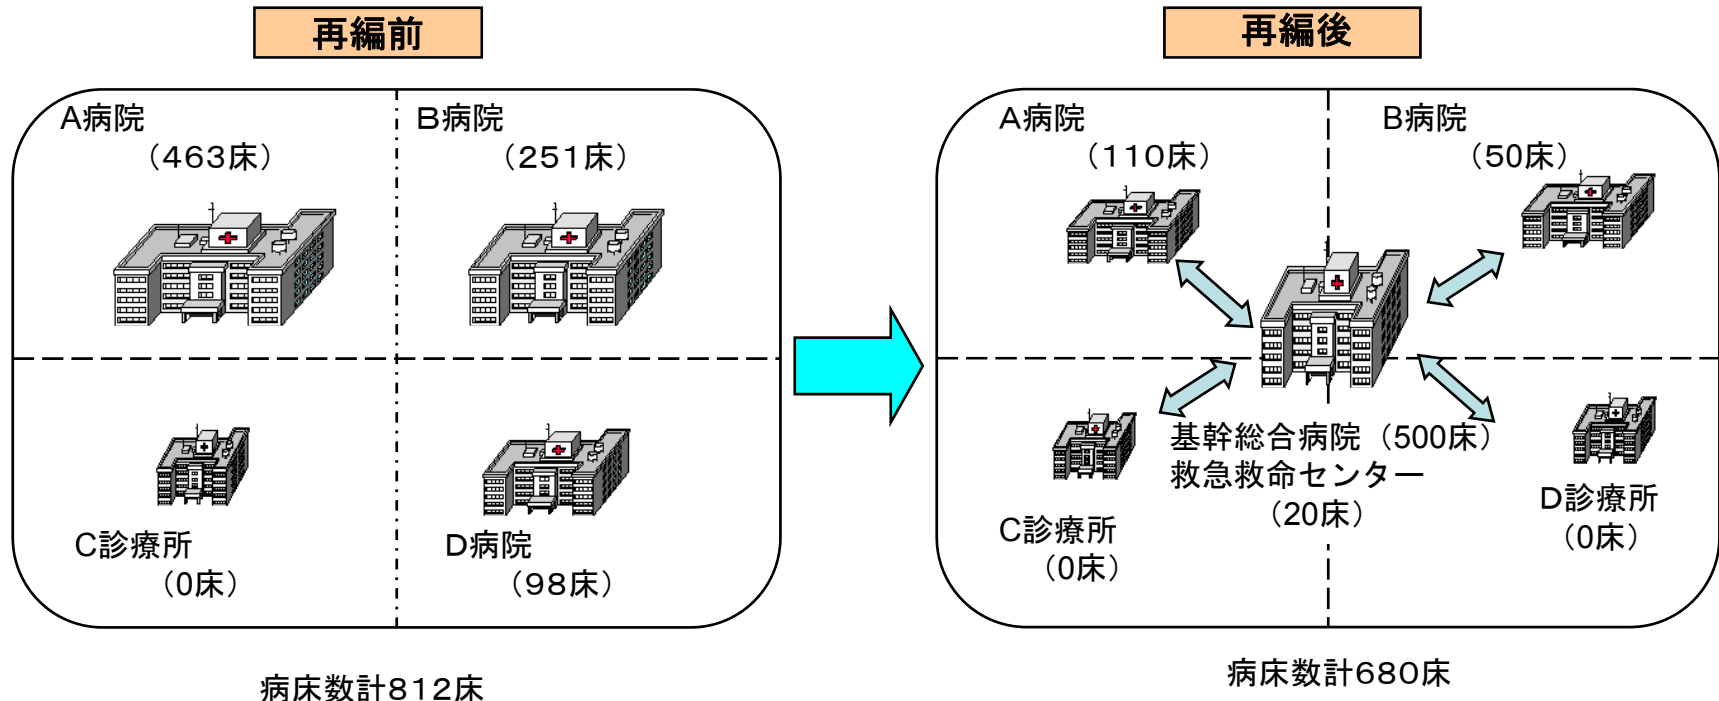 再編前
A病院
（463床）
B病院
（251床）
C診療所
（0床）
D病院
（98床）
病床数計812床
再編後
A病院
（110床）
B病院
（50床）
基幹総合病院（500床）
救急救命センター
（20床）
C診療所
（0床）
D診療所
（0床）
病床数計680床